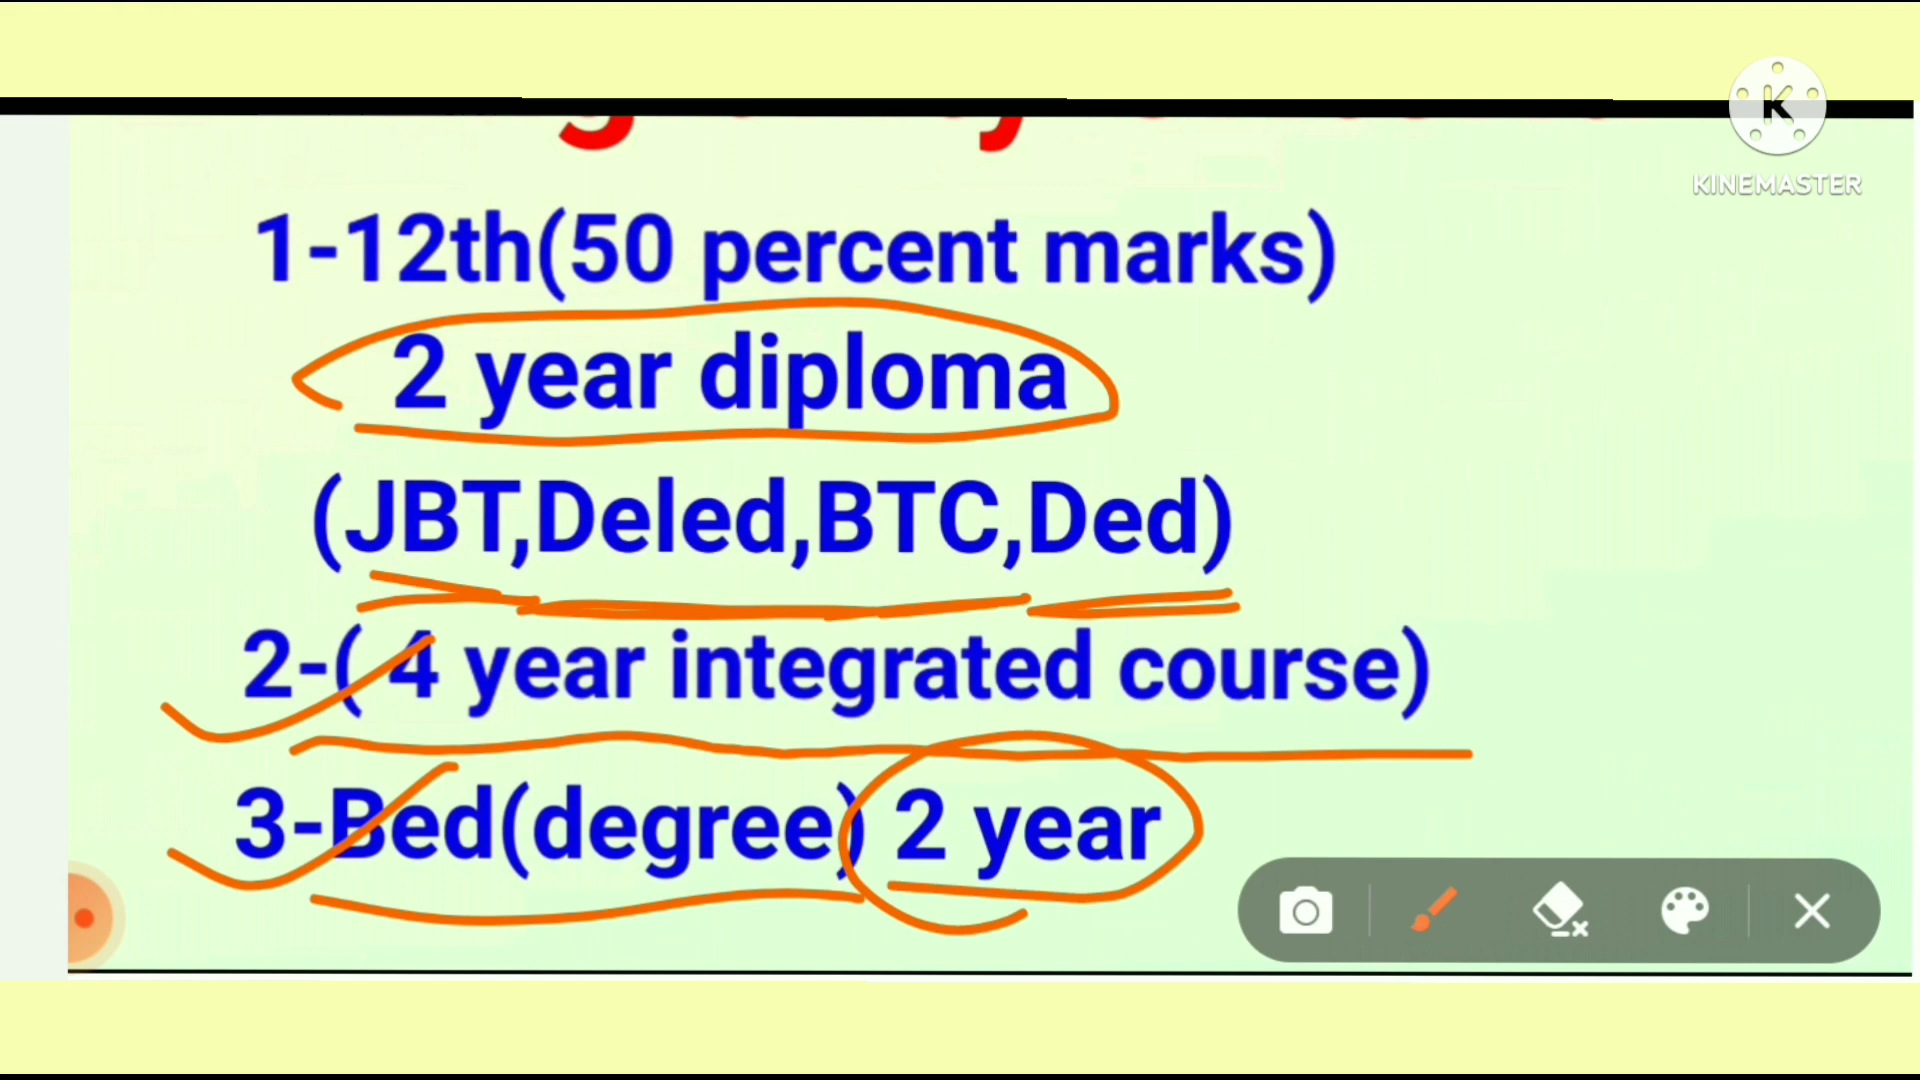 K
KINEMASTER
1-12th(50 percent marks)
2 year diploma
(JBT,Deled,BTC,Ded)
2-( 4 year integrated course)
3-Bed(degree) 2 year